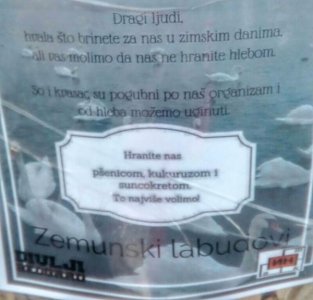 Dragi ljudi,
hvala što brinete za nas u zimskim danima,
ali vas molimo da nas ne hranite hlebom.
So i kvasac su pogubni po naš organizam i
od hleba možemo uginuti.
Hranite nas
pšenicom, kukuruzom i
suncokretom.
To najviše volimo!
Zemunski labudovi
DIULJI